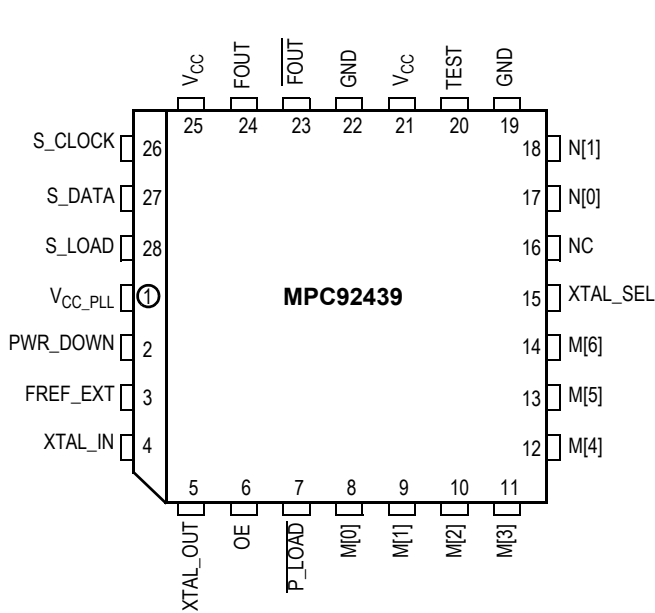 VCC FOUT FOUT GND VCC TEST GND
25 24 23 22 21 20 19
S_CLOCK 26 18 N[1]
S_DATA 27 17 N[0]
S_LOAD 28 16 NC
VCC_PLL 1 MPC92439 15 XTAL_SEL
PWR_DOWN 2 14 M[6]
FREF_EXT 3 13 M[5]
XTAL_IN 4 12 M[4]
5 6 7 8 9 10 11
XTAL_OUT OE P_LOAD M[0] M[1] M[2] M[3]